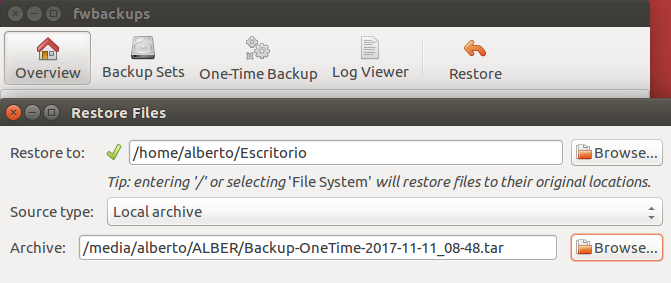 fwbackups
Overview Backup Sets One-Time Backup Log Viewer Restore
Restore Files
Restore to: /home/alberto/Escritorio Browse...
Tip: entering '/' or selecting 'File System' will restore files to their original locations.
Source type: Local archive
Archive: /media/alberto/ALBER/Backup-OneTime-2017-11-11_08-48.tar Browse...